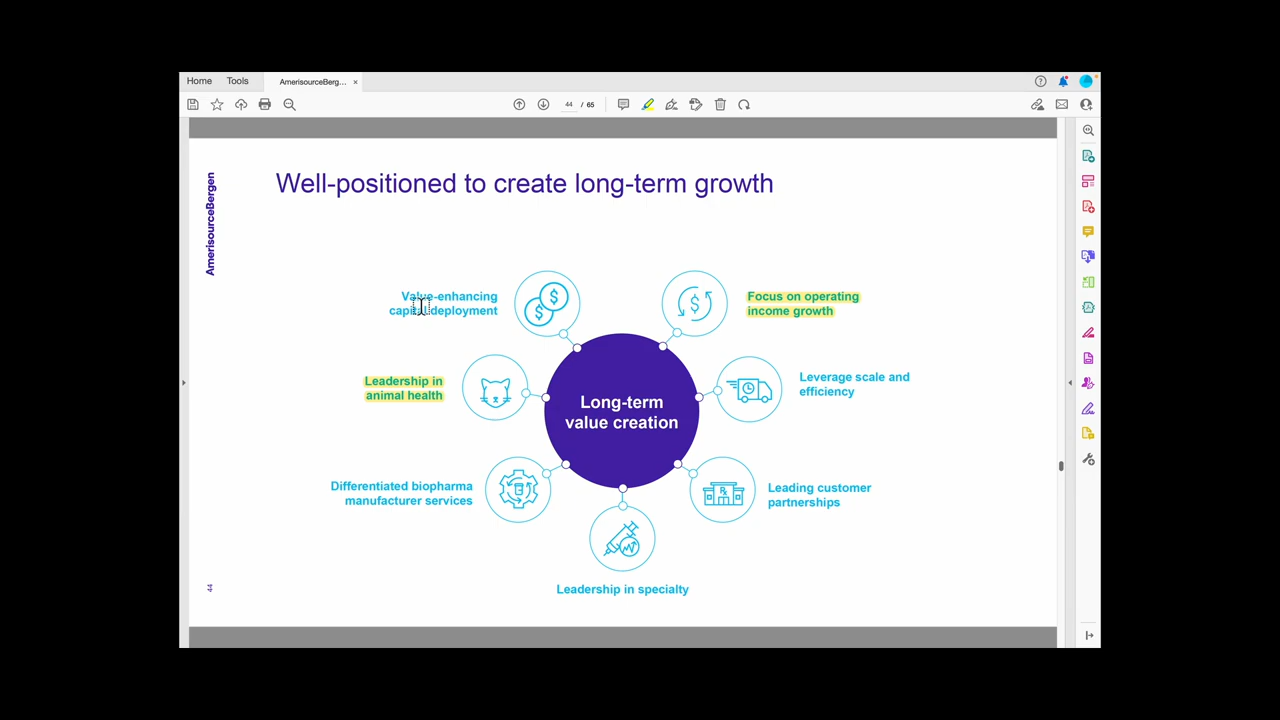 Home Tools AmerisourceBerg... ×
44 / 65
AmerisourceBergen
Well-positioned to create long-term growth
Value-enhancing
capital deployment
Focus on operating
income growth
Leadership in
animal health
Leverage scale and
efficiency
Long-term
value creation
Differentiated biopharma
manufacturer services
Leading customer
partnerships
Leadership in specialty
44